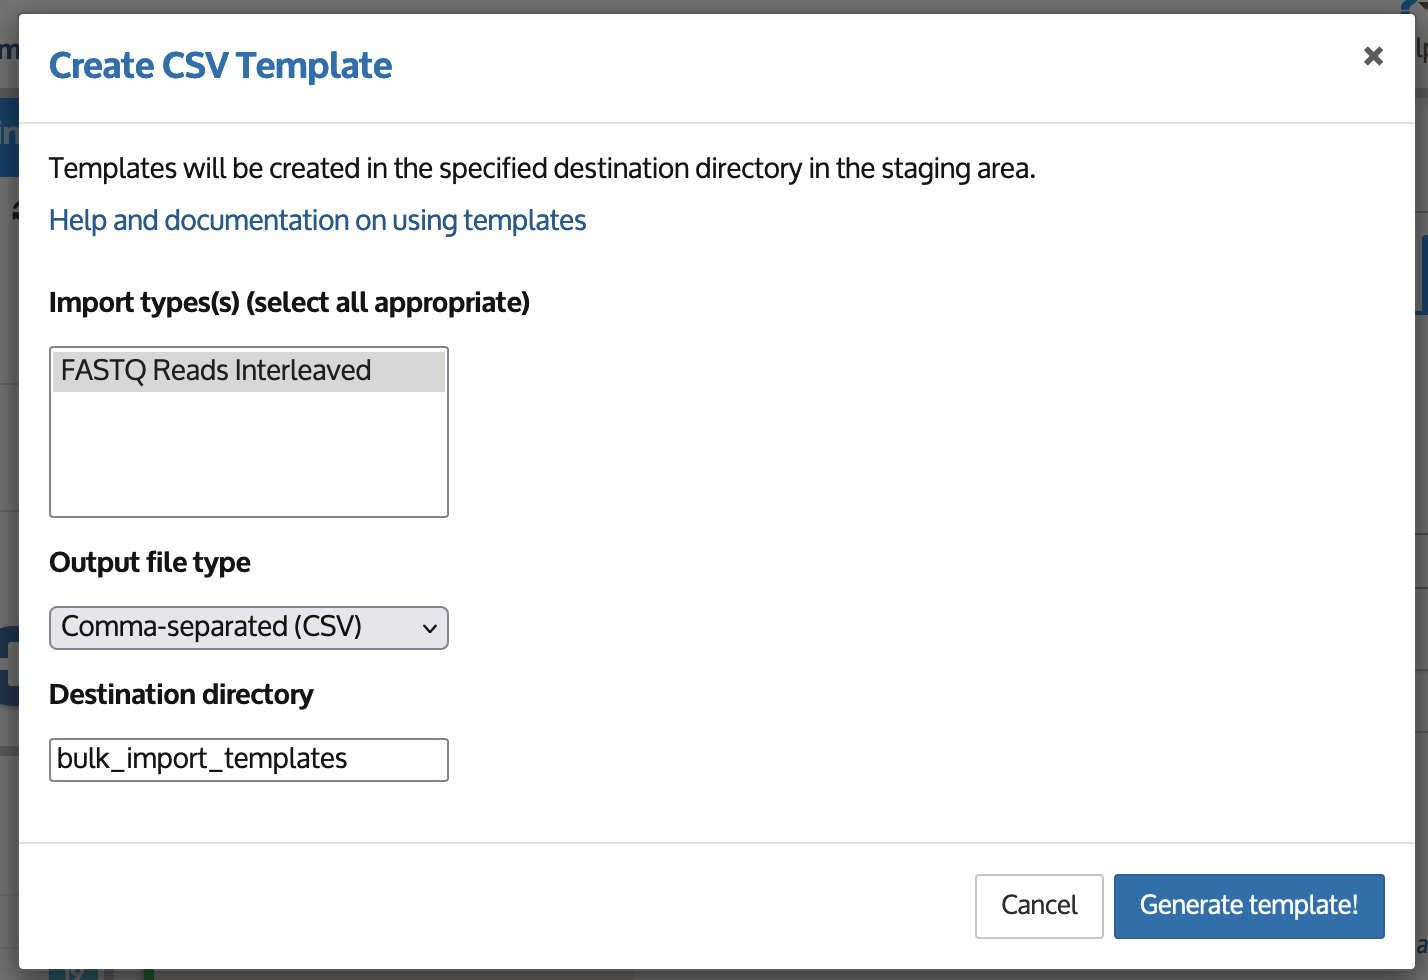 Create CSV Template
Templates will be created in the specified destination directory in the staging area.
Help and documentation on using templates
Import types(s) (select all appropriate)
FASTQ Reads Interleaved
Output file type
Comma-separated (CSV)
Destination directory
bulk_import_templates
Cancel
Generate template!